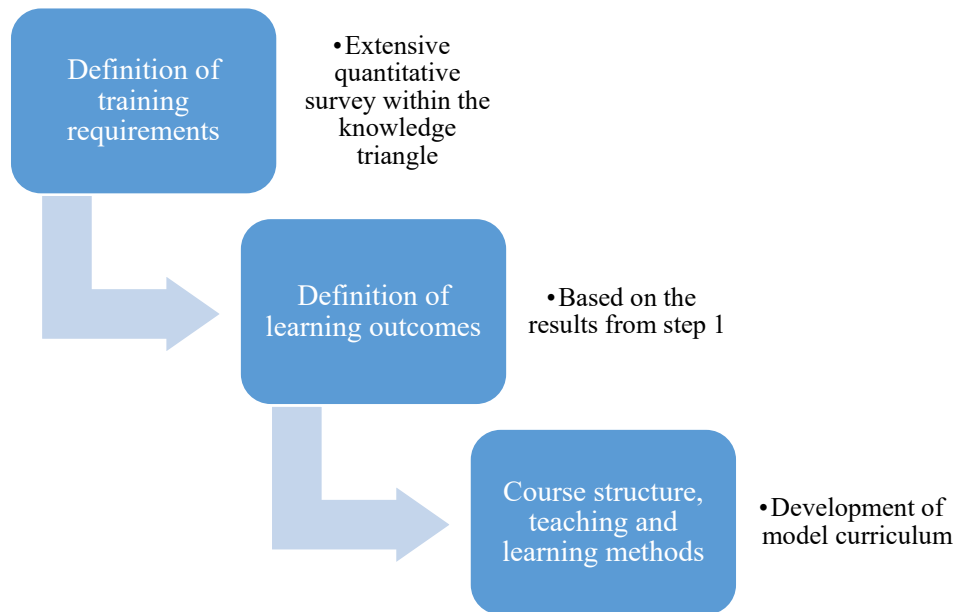 Definition of
training
requirements
•Extensive
quantitative
survey within the
knowledge
triangle
Definition of
learning outcomes
•Based on the
results from step 1
Course structure,
teaching and
learning methods
•Development of
model curriculum